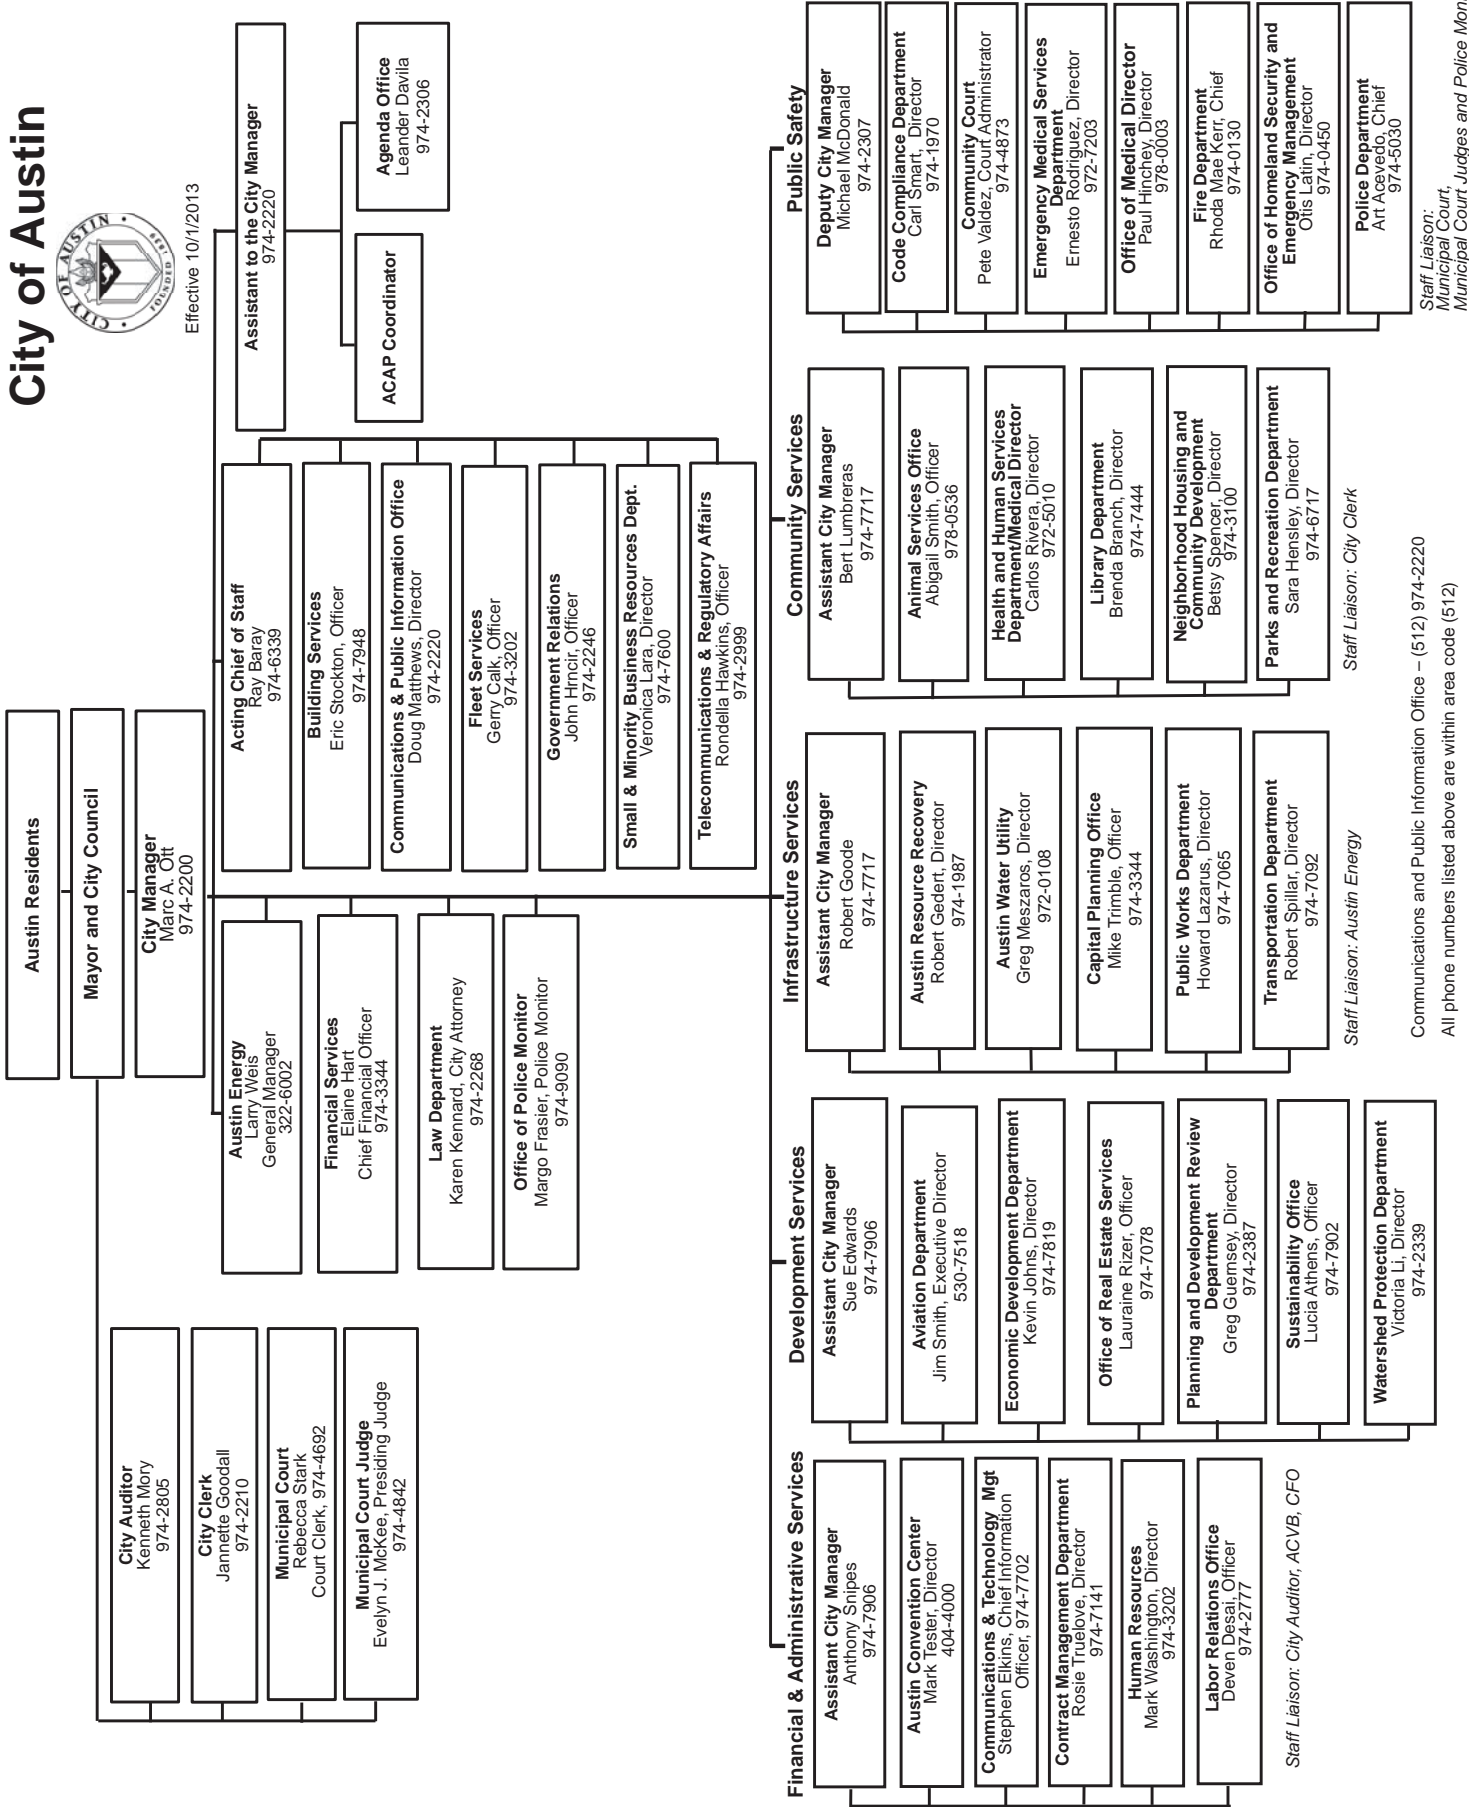 City of Austin
CITY OF AUSTIN
FOUNDED 1839
Effective 10/1/2013
Austin Residents
Mayor and City Council
City Manager
Marc A. Ott
974-2200
City Auditor
Kenneth Mory
974-2805
City Clerk
Jannette Goodall
974-2210
Municipal Court
Rebecca Stark
Court Clerk, 974-4692
Municipal Court Judge
Evelyn J. McKee, Presiding Judge
974-4842
Austin Energy
Larry Weis
General Manager
322-6002
Financial Services
Elaine Hart
Chief Financial Officer
974-3344
Law Department
Karen Kennard, City Attorney
974-2268
Office of Police Monitor
Margo Frasier, Police Monitor
974-9090
Acting Chief of Staff
Ray Baray
974-6339
Building Services
Eric Stockton, Officer
974-7948
Communications & Public Information Office
Doug Matthews, Director
974-2220
Fleet Services
Gerry Calk, Officer
974-3202
Government Relations
John Hrncir, Officer
974-2246
Small & Minority Business Resources Dept.
Veronica Lara, Director
974-7600
Telecommunications & Regulatory Affairs
Rondella Hawkins, Officer
974-2999
Assistant to the City Manager
974-2220
ACAP Coordinator
Agenda Office
Leander Davila
974-2306
Financial & Administrative Services
Assistant City Manager
Anthony Snipes
974-7906
Austin Convention Center
Mark Tester, Director
404-4000
Communications & Technology Mgt
Stephen Elkins, Chief Information
Officer, 974-7702
Contract Management Department
Rosie Truelove, Director
974-7141
Human Resources
Mark Washington, Director
974-3202
Labor Relations Office
Deven Desai, Officer
974-2777
Staff Liaison: City Auditor, ACVB, CFO
Development Services
Assistant City Manager
Sue Edwards
974-7906
Aviation Department
Jim Smith, Executive Director
530-7518
Economic Development Department
Kevin Johns, Director
974-7819
Office of Real Estate Services
Lauraine Rizer, Officer
974-7078
Planning and Development Review
Department
Greg Guernsey, Director
974-2387
Sustainability Office
Lucia Athens, Officer
974-7902
Watershed Protection Department
Victoria Li, Director
974-2339
Infrastructure Services
Assistant City Manager
Robert Goode
974-7717
Austin Resource Recovery
Robert Gedert, Director
974-1987
Austin Water Utility
Greg Meszaros, Director
972-0108
Capital Planning Office
Mike Trimble, Officer
974-3344
Public Works Department
Howard Lazarus, Director
974-7065
Transportation Department
Robert Spillar, Director
974-7092
Staff Liaison: Austin Energy
Community Services
Assistant City Manager
Bert Lumbreras
974-7717
Animal Services Office
Abigail Smith, Officer
978-0536
Health and Human Services
Department/Medical Director
Carlos Rivera, Director
972-5010
Library Department
Brenda Branch, Director
974-7444
Neighborhood Housing and
Community Development
Betsy Spencer, Director
974-3100
Parks and Recreation Department
Sara Hensley, Director
974-6717
Staff Liaison: City Clerk
Public Safety
Deputy City Manager
Michael McDonald
974-2307
Code Compliance Department
Carl Smart, Director
974-1970
Community Court
Pete Valdez, Court Administrator
974-4873
Emergency Medical Services
Department
Ernesto Rodriguez, Director
972-7203
Office of Medical Director
Paul Hinchey, Director
978-0003
Fire Department
Rhoda Mae Kerr, Chief
974-0130
Office of Homeland Security and
Emergency Management
Otis Latin, Director
974-0450
Police Department
Art Acevedo, Chief
974-5030
Staff Liaison:
Municipal Court,
Municipal Court Judges and Police Mon
Communications and Public Information Office – (512) 974-2220
All phone numbers listed above are within area code (512)